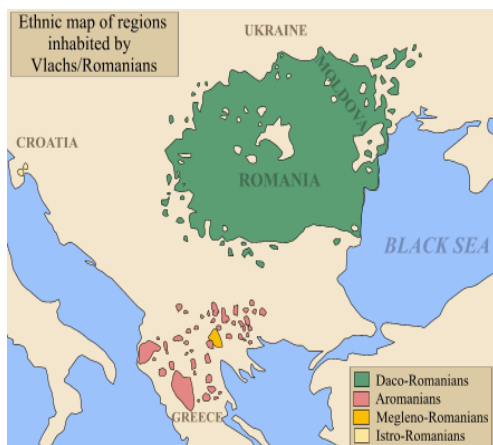 Ethnic map of regions
inhabited by
Vlachs/Romanians
UKRAINE
MOLDOVA
CROATIA
ROMANIA
BLACK SEA
GREECE
Daco-Romanians
Aromanians
Megleno-Romanians
Istro-Romanians